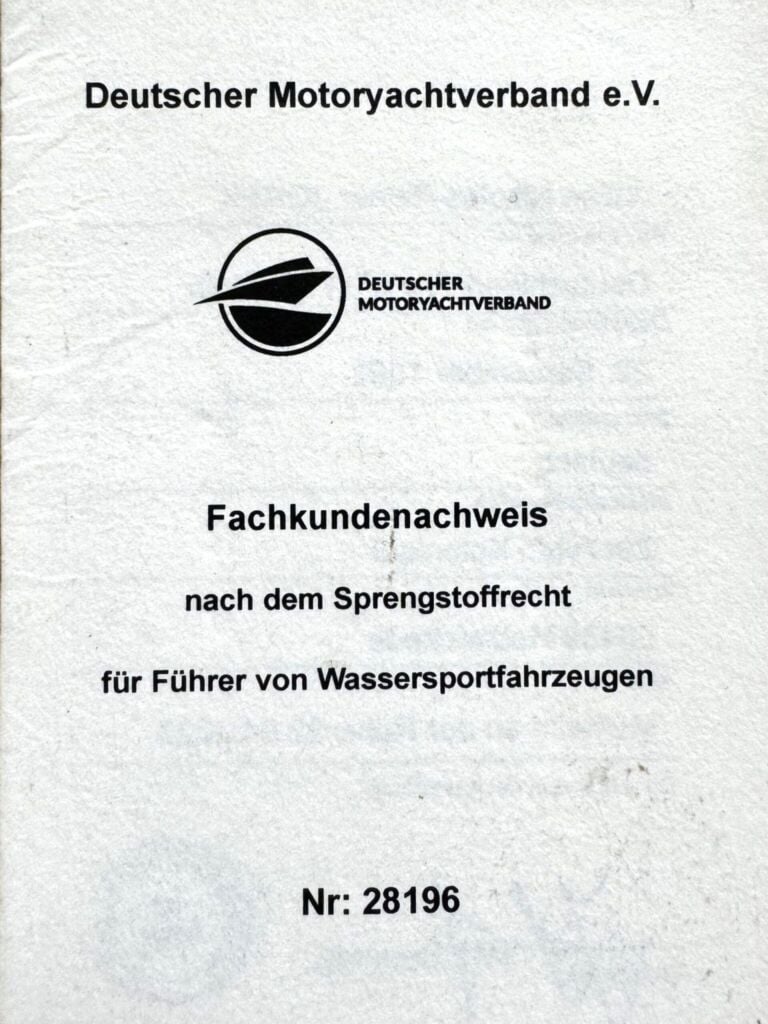 Deutscher Motoryachtverband e.V.
DEUTSCHER
MOTORYACHTVERBAND
Fachkundenachweis
nach dem Sprengstoffrecht
für Führer von Wassersportfahrzeugen
Nr: 28196